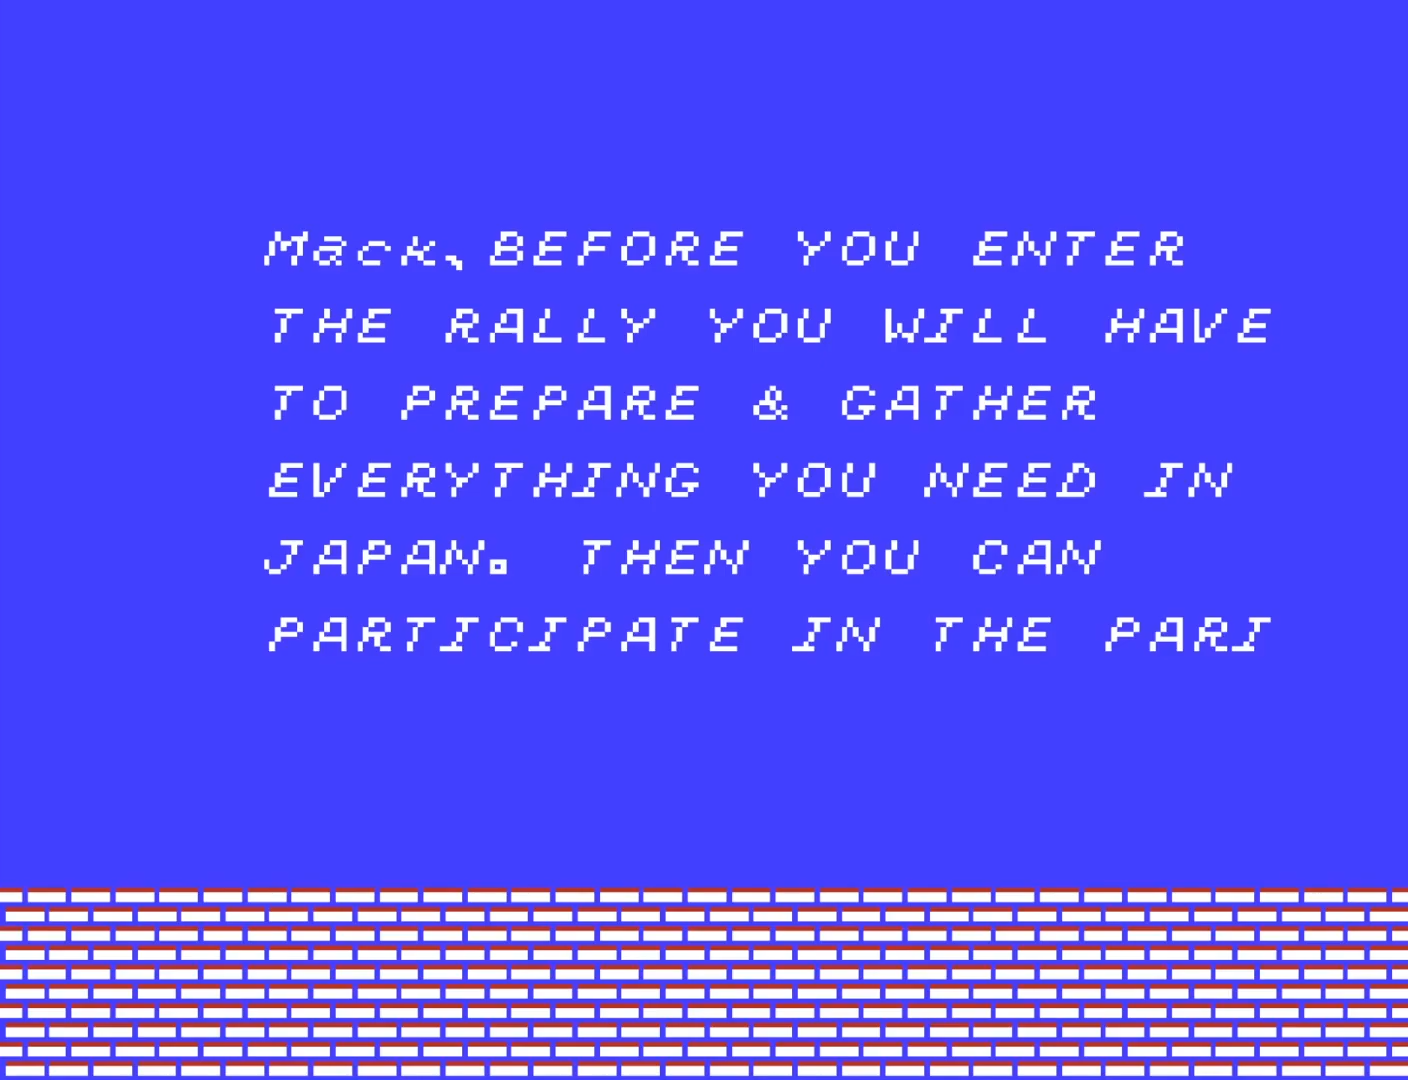 Mack、BEFORE YOU ENTER
THE RALLY YOU WILL HAVE
TO PREPARE & GATHER
EVERYTHING YOU NEED IN
JAPAN。 THEN YOU CAN
PARTICIPATE IN THE PARI